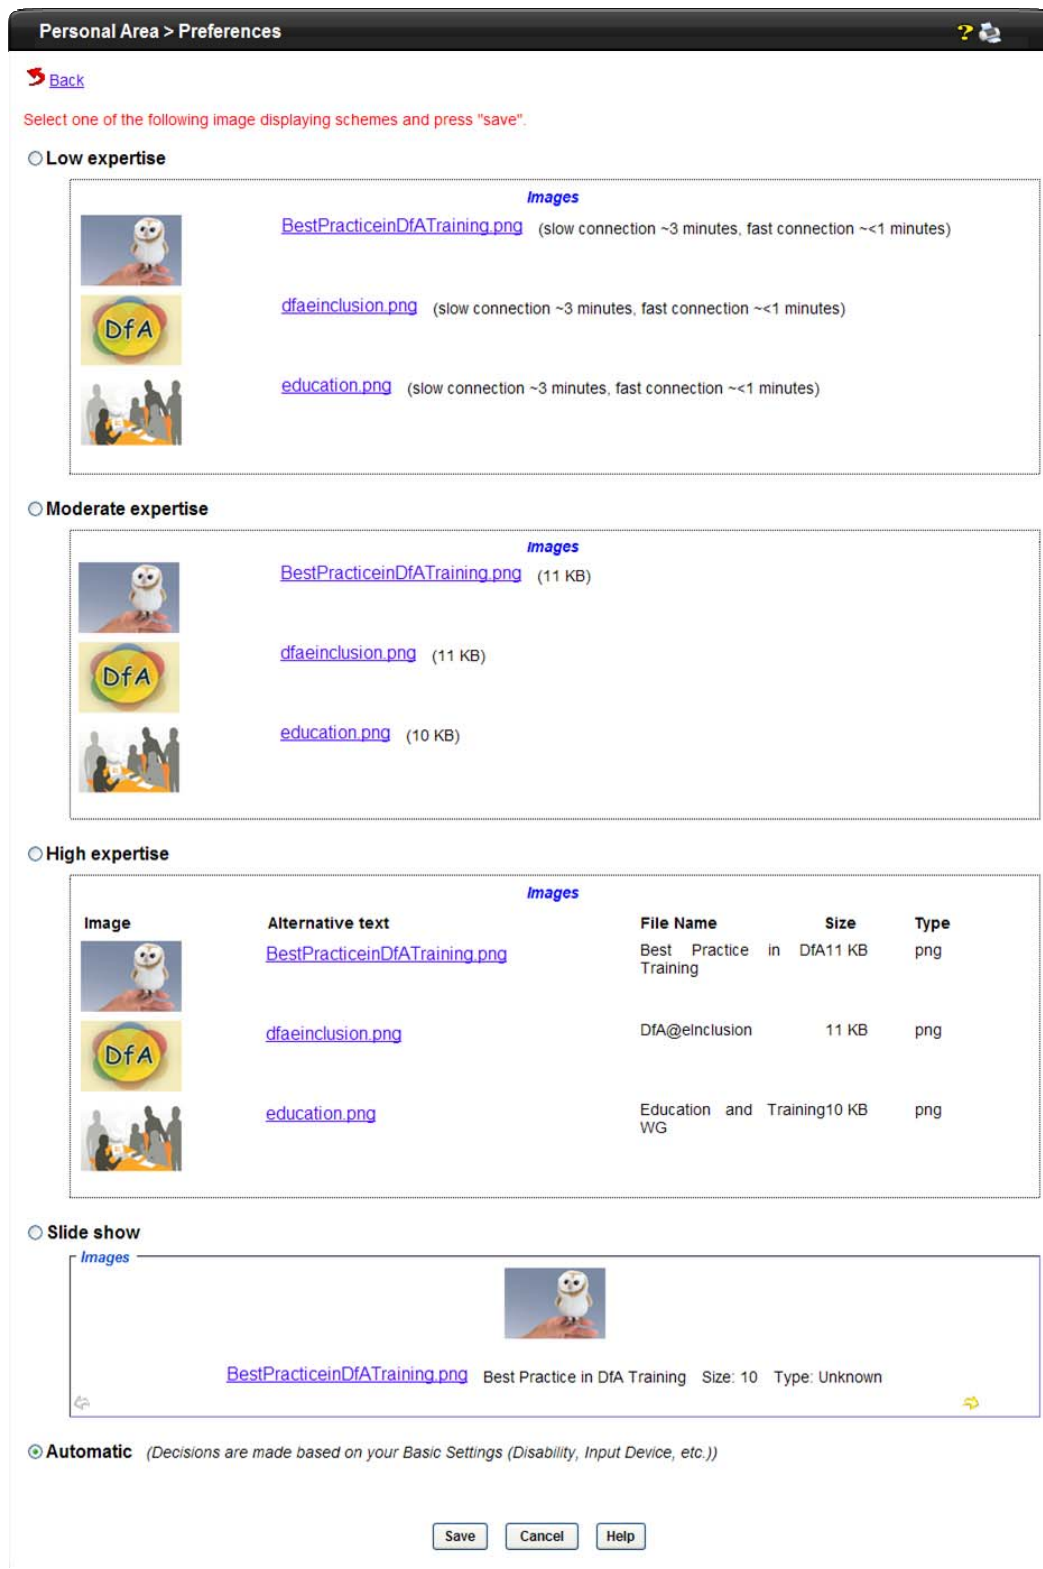 Personal Area > Preferences
?
Back
Select one of the following image displaying schemes and press "save".
Low expertise
Images
BestPracticeinDfATraining.png (slow connection ~3 minutes, fast connection ~<1 minutes)
DfA
dfaeinclusion.png (slow connection ~3 minutes, fast connection ~<1 minutes)
education.png (slow connection ~3 minutes, fast connection ~<1 minutes)
Moderate expertise
Images
BestPracticeinDfATraining.png (11 KB)
DfA
dfaeinclusion.png (11 KB)
education.png (10 KB)
High expertise
Images
Image Alternative text File Name Size Type
BestPracticeinDfATraining.png Best Practice in DfA11 KB png
Training
DfA
dfaeinclusion.png DfA@eInclusion 11 KB png
education.png Education and Training10 KB png
WG
Slide show
Images
BestPracticeinDfATraining.png Best Practice in DfA Training Size: 10 Type: Unknown
Automatic (Decisions are made based on your Basic Settings (Disability, Input Device, etc.))
Save Cancel Help